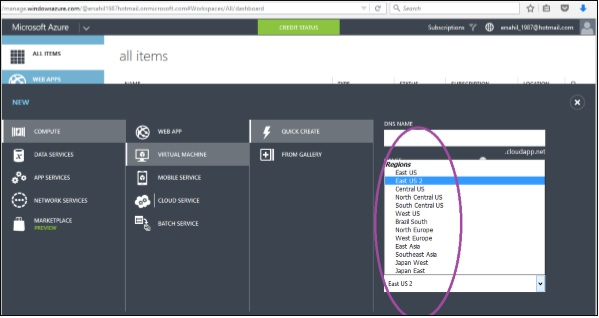 manage.windowsazure.com/@emahil_1987hotmail.onmicrosoft.com#Workspaces/All/dashboard
Search
Microsoft Azure
CREDIT STATUS
Subscriptions
emahil_1987@hotmail.com
ALL ITEMS
all items
WEB APPS
NAME
TYPE
STATUS
SUBSCRIPTION
LOCATION
NEW
COMPUTE
DATA SERVICES
APP SERVICES
NETWORK SERVICES
MARKETPLACE
PREVIEW
WEB APP
VIRTUAL MACHINE
MOBILE SERVICE
CLOUD SERVICE
BATCH SERVICE
QUICK CREATE
FROM GALLERY
DNS NAME
.cloudapp.net
Regions
East US
East US 2
Central US
North Central US
South Central US
West US
Brazil South
North Europe
West Europe
East Asia
Southeast Asia
Japan West
Japan East
East US 2